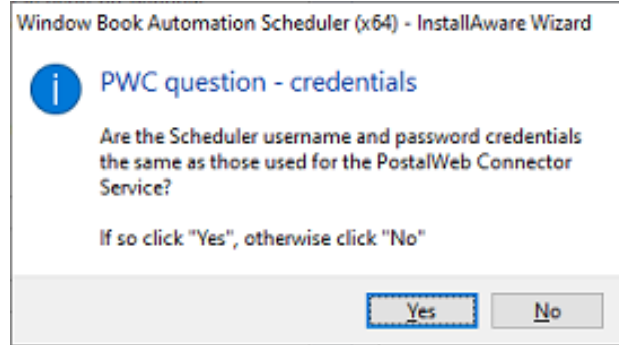 Window Book Automation Scheduler (x64) - InstallAware Wizard
PWC question - credentials
Are the Scheduler username and password credentials
the same as those used for the PostalWeb Connector
Service?
If so click "Yes", otherwise click "No"
Yes
No